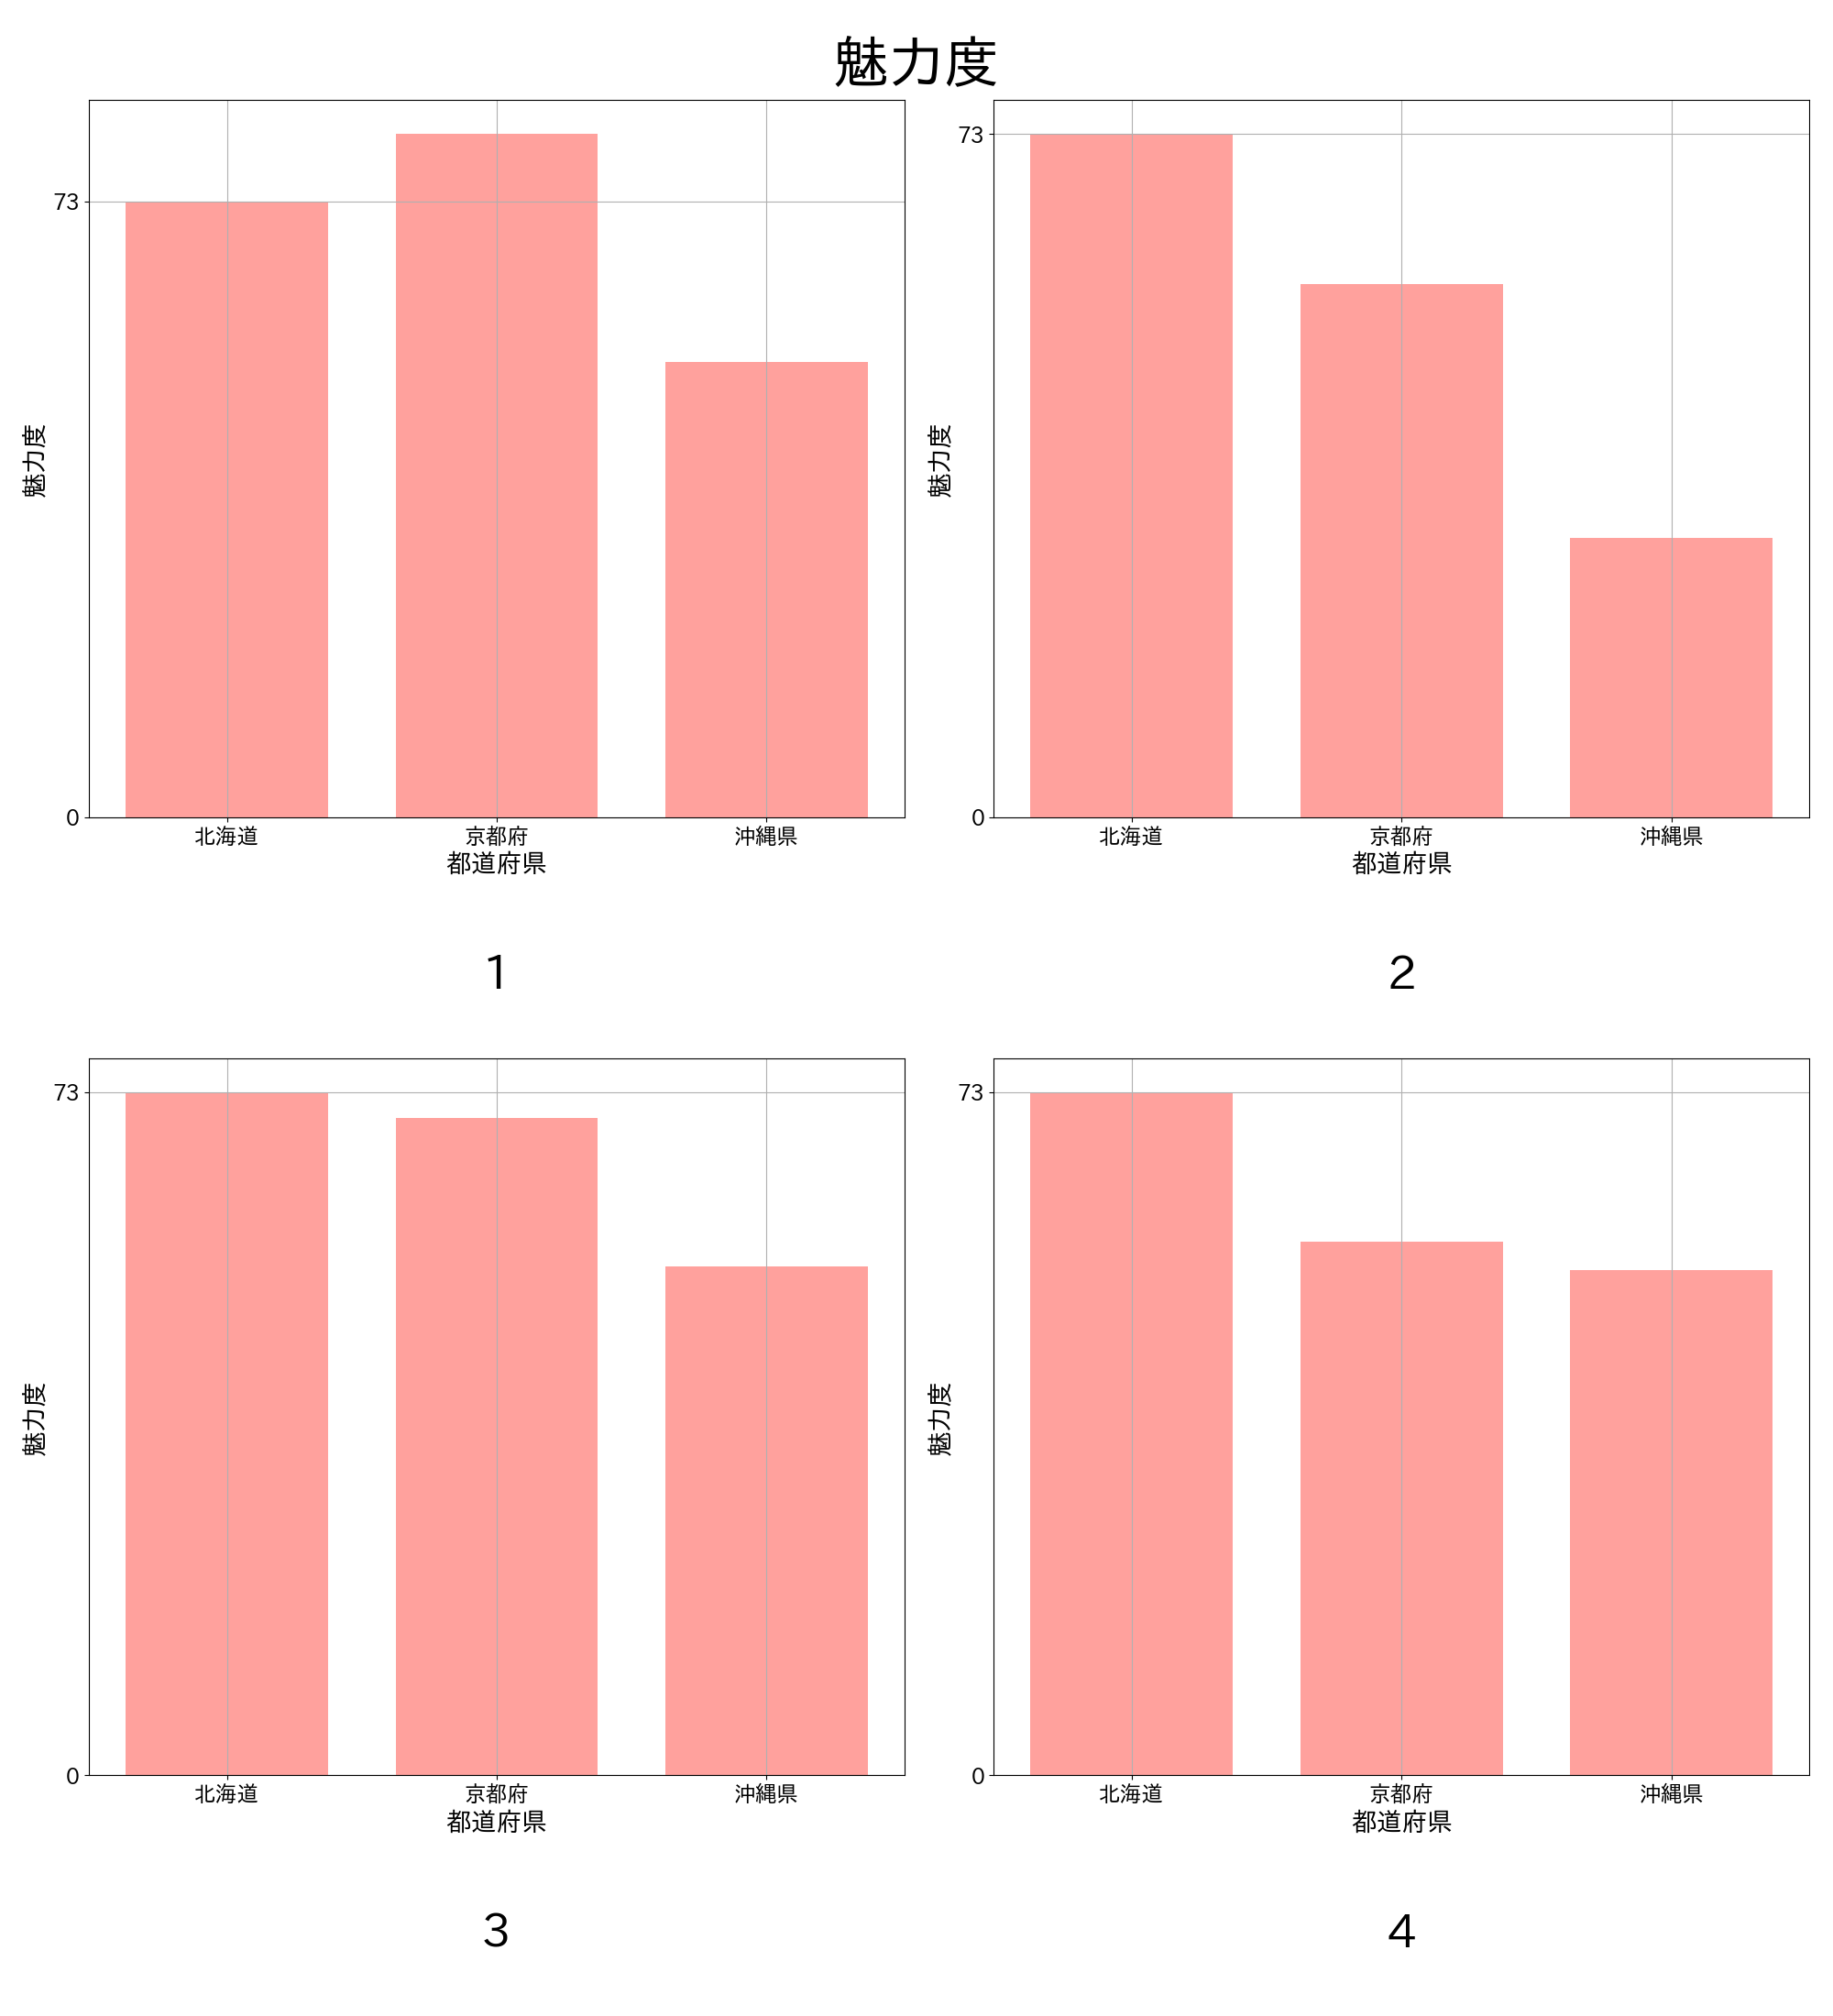 魅力度
73
0
魅力度
北海道 京都府 沖縄県
都道府県
1
73
0
魅力度
北海道 京都府 沖縄県
都道府県
2
73
0
魅力度
北海道 京都府 沖縄県
都道府県
3
73
0
魅力度
北海道 京都府 沖縄県
都道府県
4